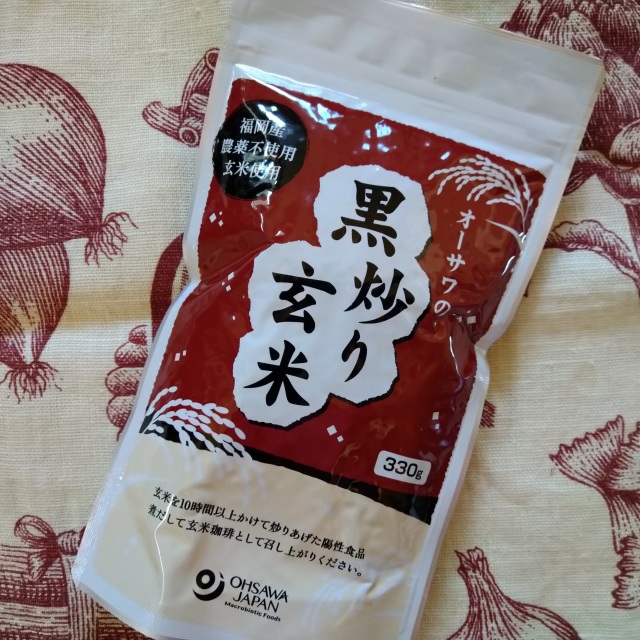 福岡産
農薬不使用
玄米使用
オーサワの
黒炒り
玄米
330g
玄米を10時間以上かけて炒りあげた陽性食品
煮だして玄米珈琲として召し上がりください。
OHSAWA
JAPAN
Macrobiotic Foods